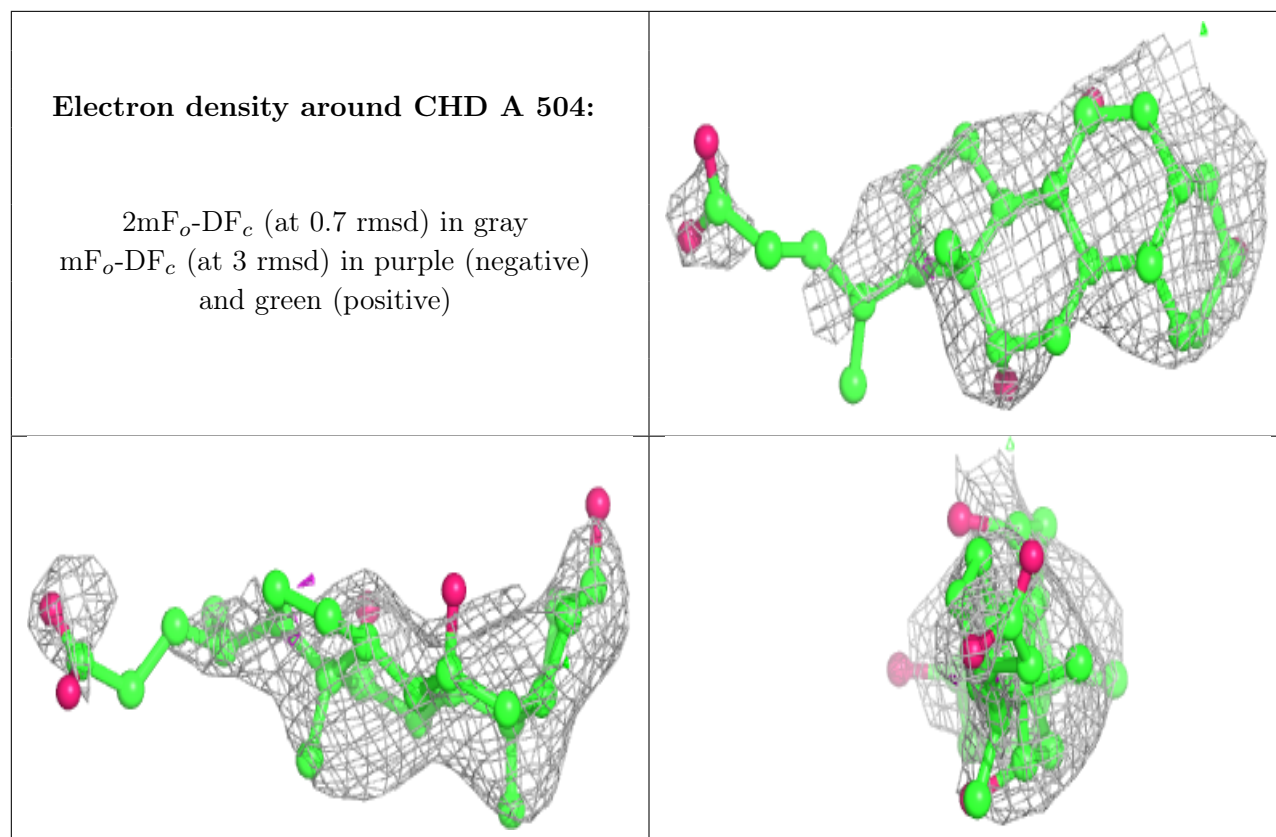 Electron density around CHD A 504:
2mFo-DFc (at 0.7 rmsd) in gray
mFo-DFc (at 3 rmsd) in purple (negative)
and green (positive)